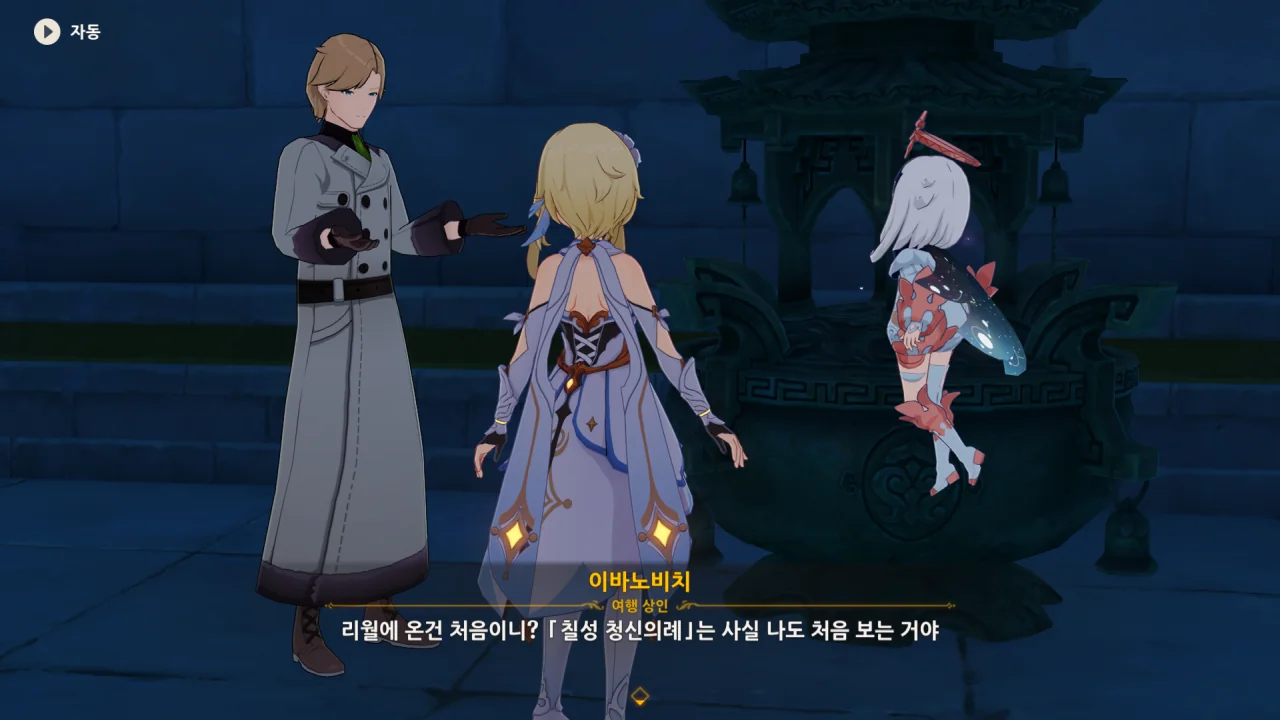 자동
이바노비치
여행 상인
리월에 온건 처음이니? 「칠성 청신의례」는 사실 나도 처음 보는 거야